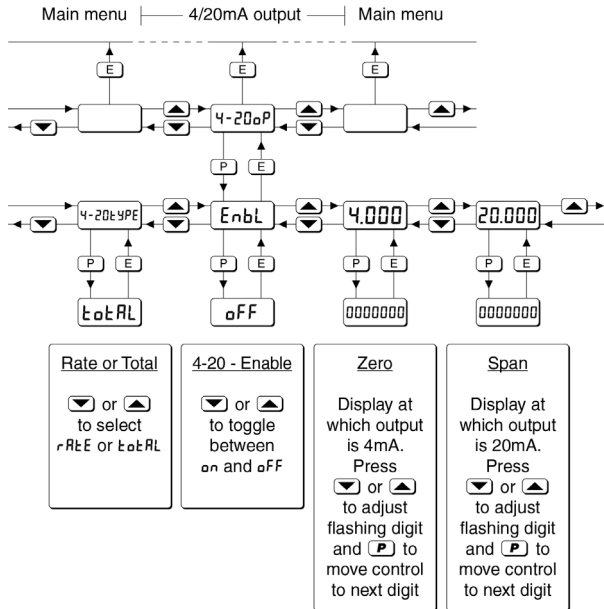 Main menu
4/20mA output
Main menu
E
E
E
4-20oP
P
E
4-20tYPE
EnbL
4.000
20.000
P
E
P
E
P
E
P
E
totAL
oFF
0000000
0000000
Rate or Total
or
to select
rAtE or totAL
4-20 - Enable
or
to toggle
between
on and oFF
Zero
Display at
which output
is 4mA.
Press
or
to adjust
flashing digit
and P to
move control
to next digit
Span
Display at
which output
is 20mA.
Press
or
to adjust
flashing digit
and P to
move control
to next digit